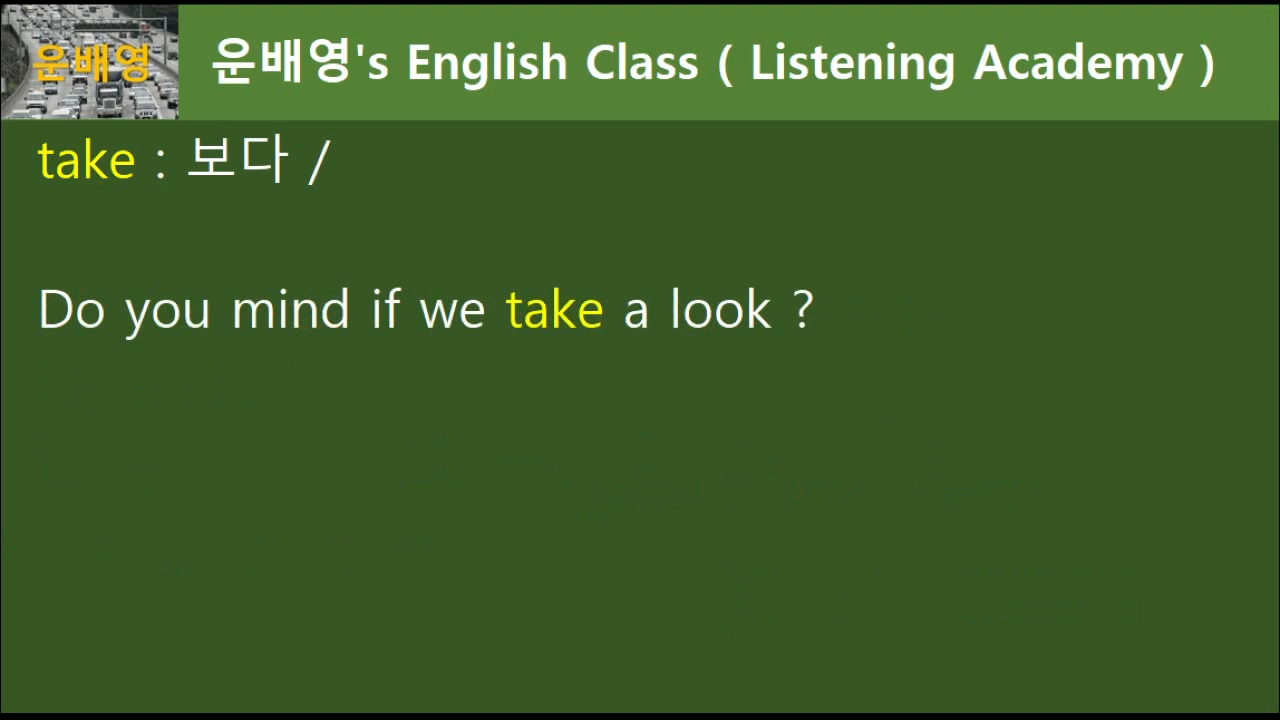 운배영
운배영's English Class ( Listening Academy )
take : 보다 /
Do you mind if we take a look ?